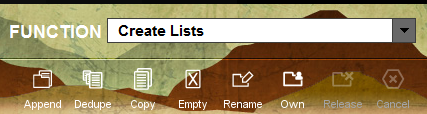 FUNCTION Create Lists
Append Dedupe Copy Empty Rename Own Release Cancel